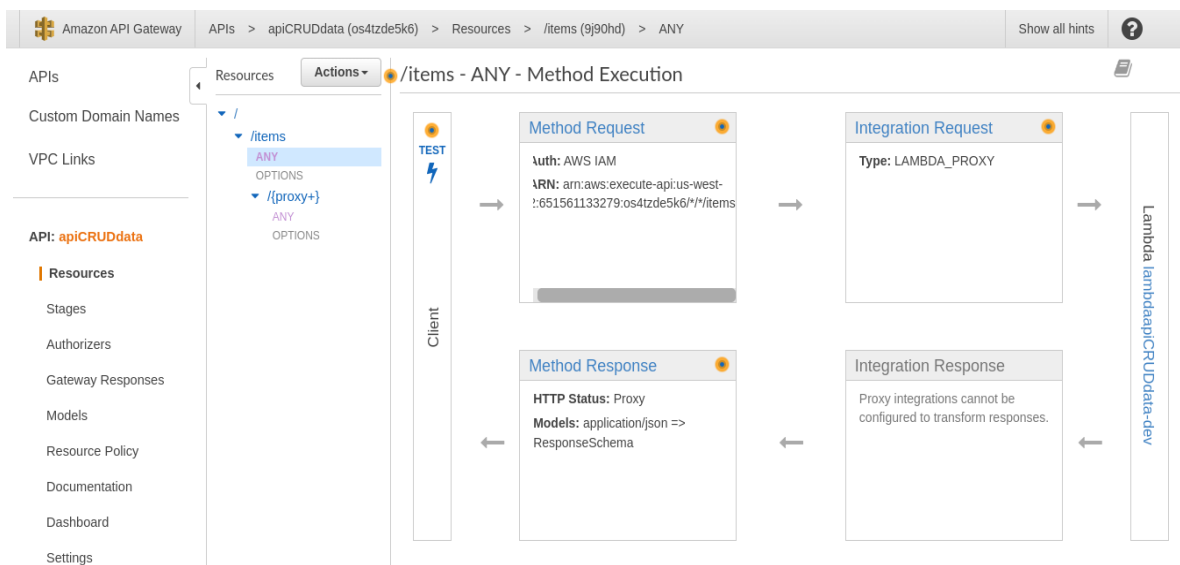 Amazon API Gateway
APIs > apiCRUDdata (os4tzde5k6) > Resources > /items (9j90hd) > ANY
Show all hints
?
APIs
Custom Domain Names
VPC Links
API: apiCRUDdata
Resources
Stages
Authorizers
Gateway Responses
Models
Resource Policy
Documentation
Dashboard
Settings
Resources
Actions
/
/items
ANY
OPTIONS
/{proxy+}
ANY
OPTIONS
/items - ANY - Method Execution
TEST
Client
Method Request
Auth: AWS IAM
ARN: arn:aws:execute-api:us-west-
2:651561133279:os4tzde5k6/*/*/items
Integration Request
Type: LAMBDA_PROXY
Lambda lambdaapiCRUDdata-dev
Method Response
HTTP Status: Proxy
Models: application/json =>
ResponseSchema
Integration Response
Proxy integrations cannot be
configured to transform responses.